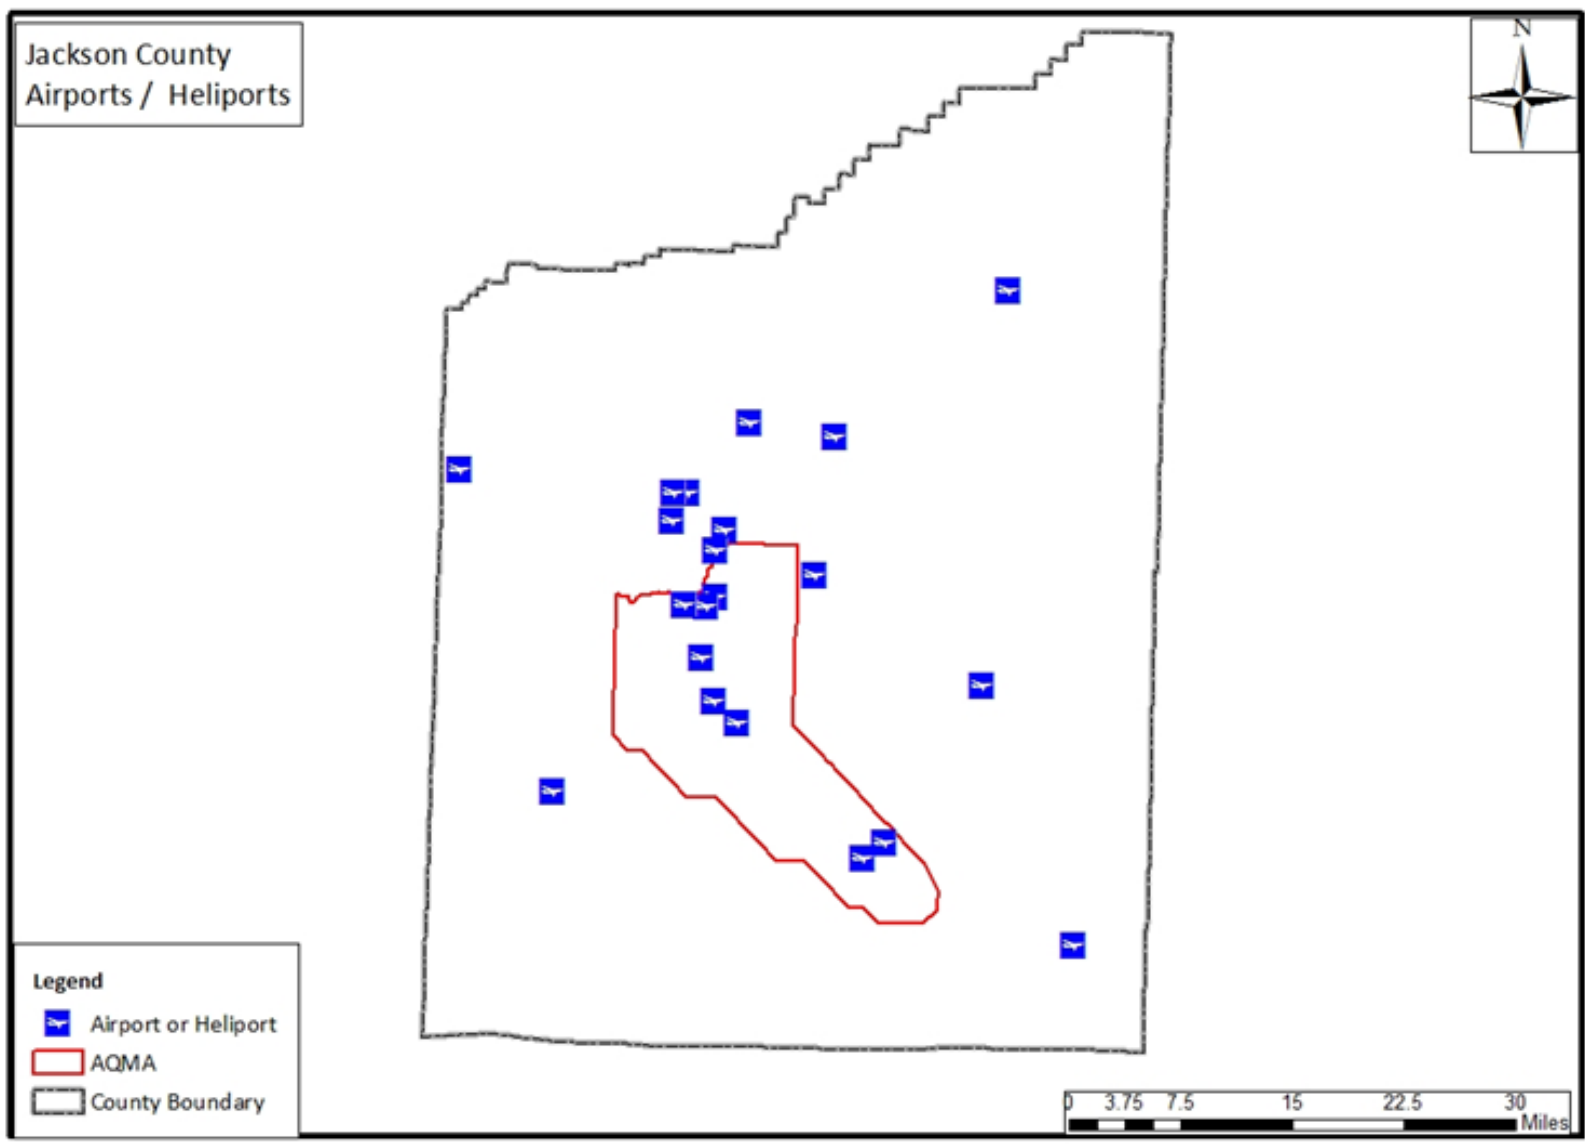 Jackson County
Airports / Heliports
N
Legend
Airport or Heliport
AQMA
County Boundary
0 3.75 7.5 15 22.5 30
Miles